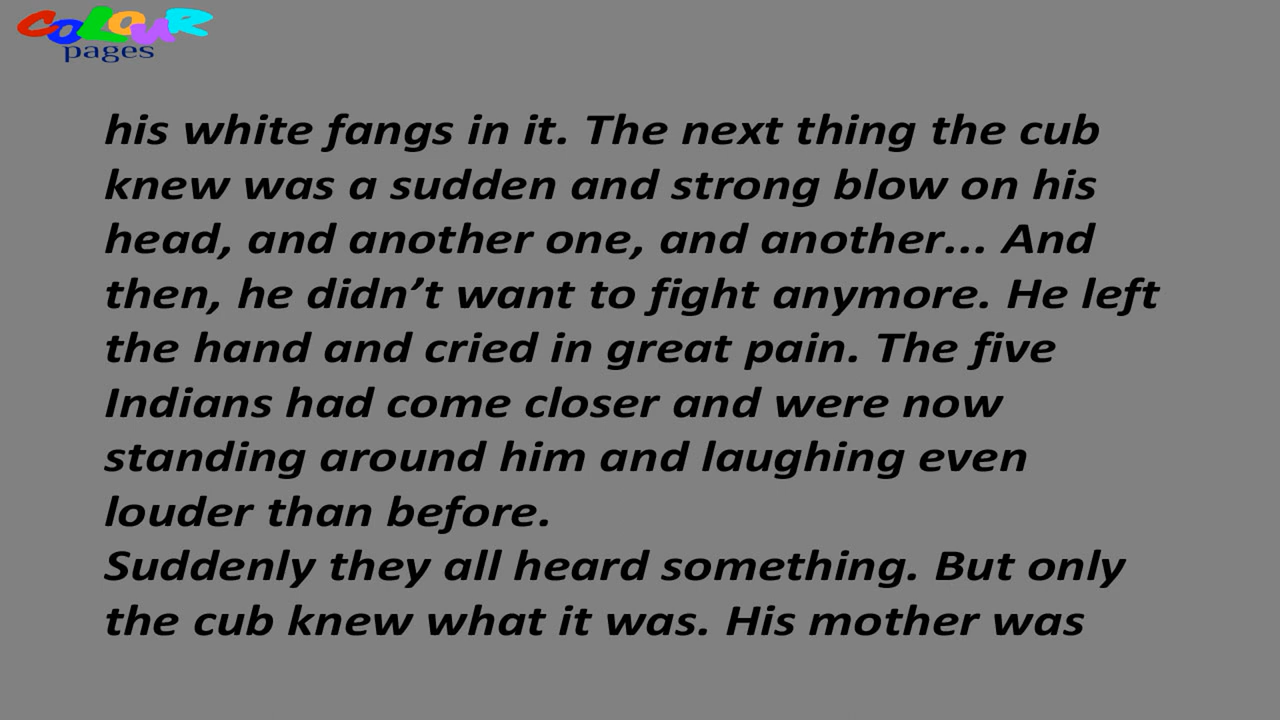 COLOUR
pages
his white fangs in it. The next thing the cub
knew was a sudden and strong blow on his
head, and another one, and another... And
then, he didn’t want to fight anymore. He left
the hand and cried in great pain. The five
Indians had come closer and were now
standing around him and laughing even
louder than before.
Suddenly they all heard something. But only
the cub knew what it was. His mother was